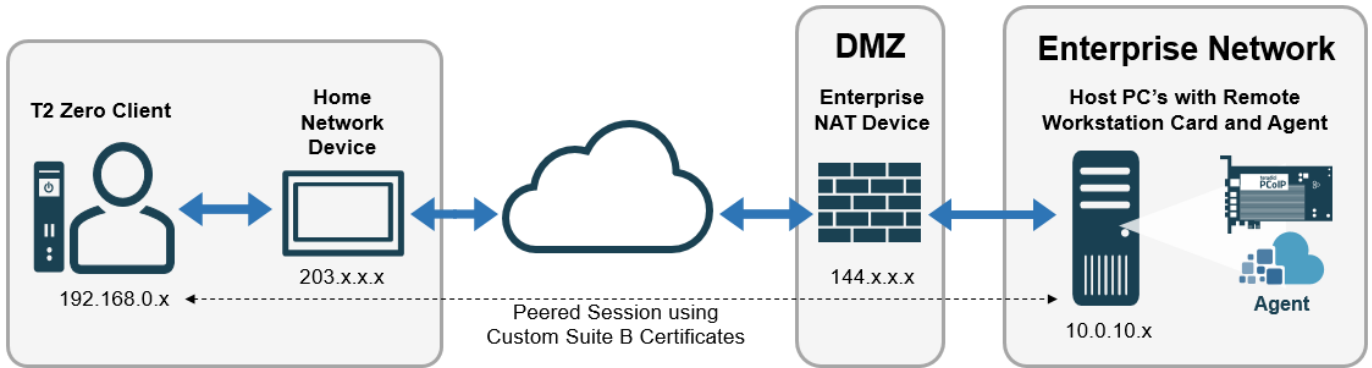 T2 Zero Client
192.168.0.x
Home
Network
Device
203.x.x.x
Peered Session using
Custom Suite B Certificates
DMZ
Enterprise
NAT Device
144.x.x.x
Enterprise Network
Host PC's with Remote
Workstation Card and Agent
teradici
PCoIP
Agent
10.0.10.x